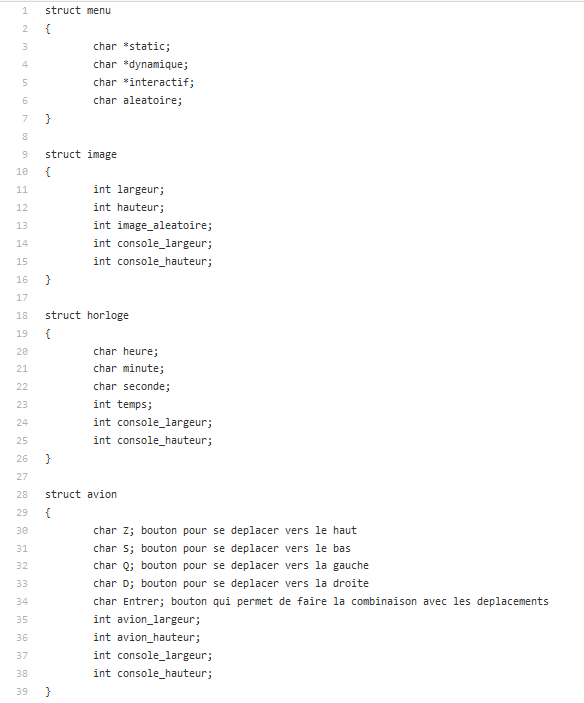 1 struct menu
2 {
3 char *static;
4 char *dynamique;
5 char *interactif;
6 char aleatoire;
7 }
8
9 struct image
10 {
11 int largeur;
12 int hauteur;
13 int image_aleatoire;
14 int console_largeur;
15 int console_hauteur;
16 }
17
18 struct horloge
19 {
20 char heure;
21 char minute;
22 char seconde;
23 int temps;
24 int console_largeur;
25 int console_hauteur;
26 }
27
28 struct avion
29 {
30 char Z; bouton pour se deplacer vers le haut
31 char S; bouton pour se deplacer vers le bas
32 char Q; bouton pour se deplacer vers la gauche
33 char D; bouton pour se deplacer vers la droite
34 char Entrer; bouton qui permet de faire la combinaison avec les deplacements
35 int avion_largeur;
36 int avion_hauteur;
37 int console_largeur;
38 int console_hauteur;
39 }